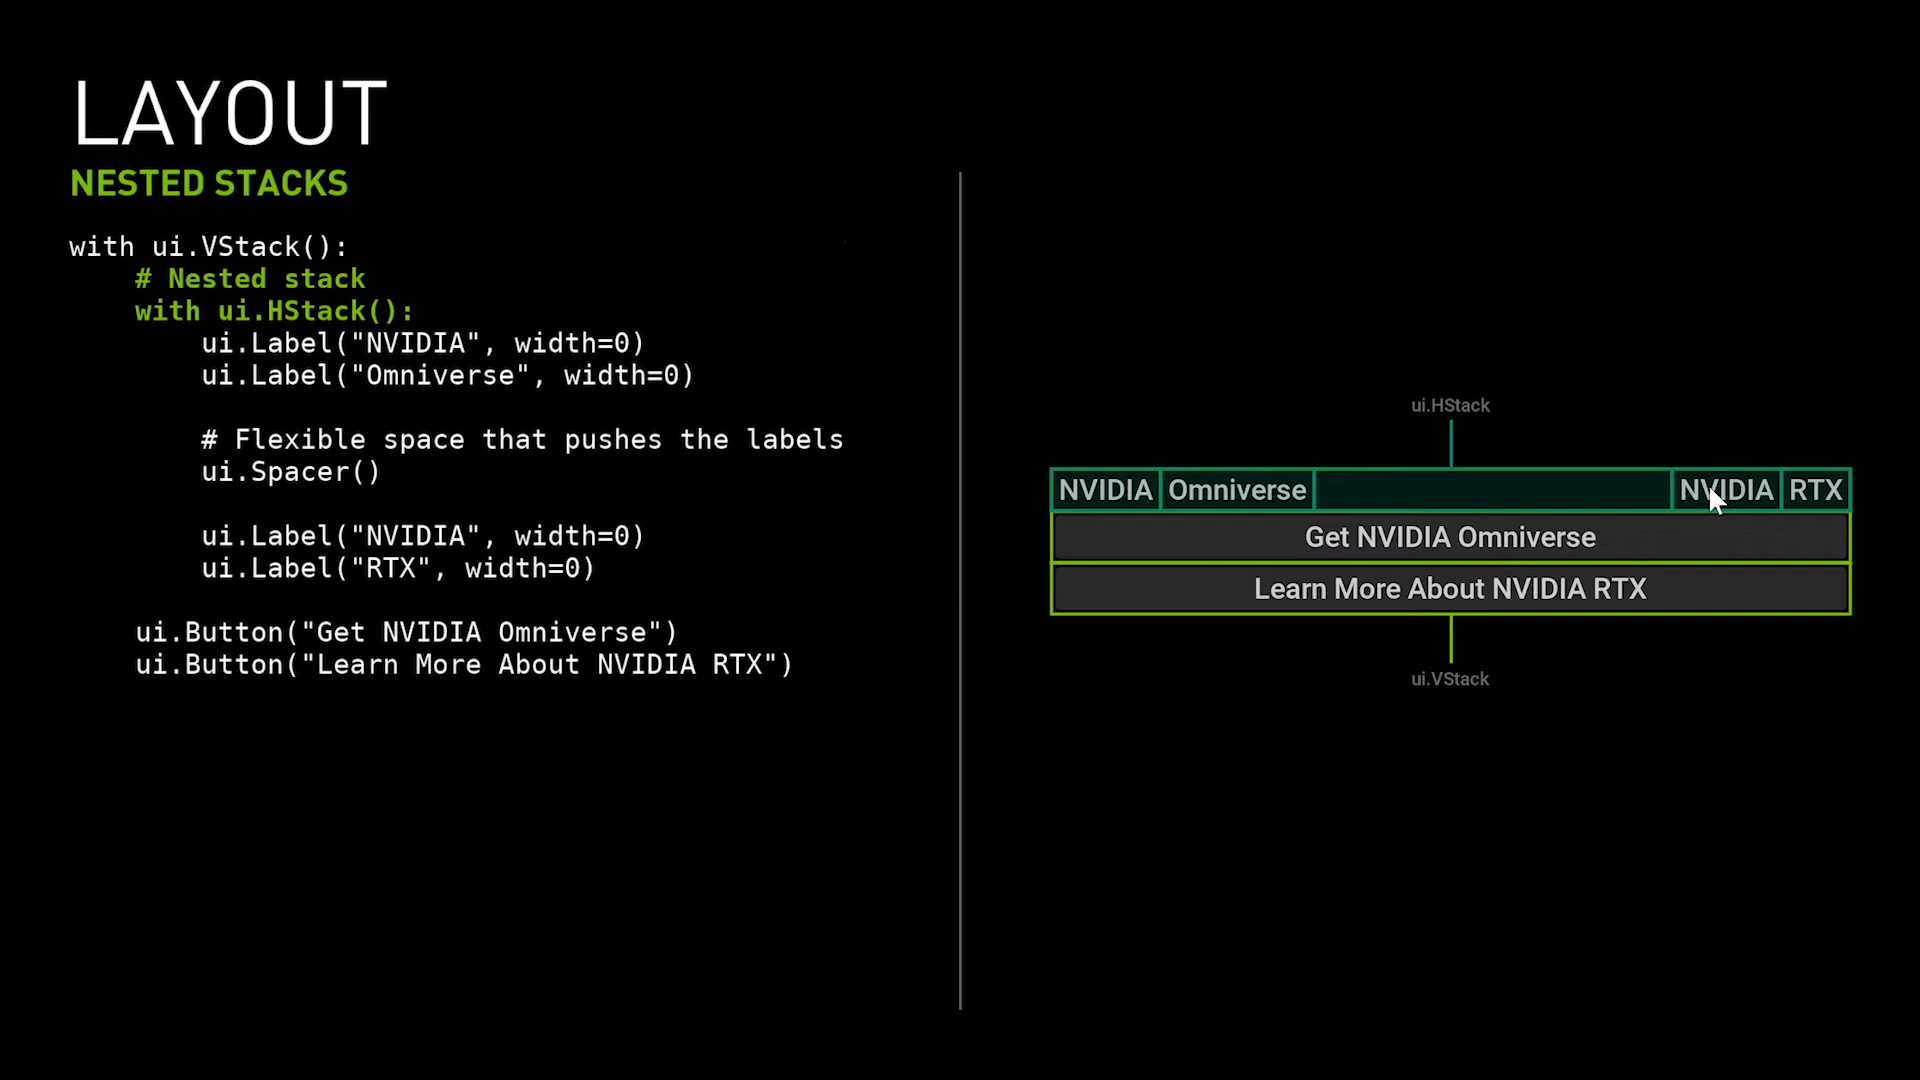 LAYOUT
NESTED STACKS
with ui.VStack():
# Nested stack
with ui.HStack():
ui.Label("NVIDIA", width=0)
ui.Label("Omniverse", width=0)
# Flexible space that pushes the labels
ui.Spacer()
ui.Label("NVIDIA", width=0)
ui.Label("RTX", width=0)
ui.Button("Get NVIDIA Omniverse")
ui.Button("Learn More About NVIDIA RTX")
ui.HStack
NVIDIA Omniverse NVIDIA RTX
Get NVIDIA Omniverse
Learn More About NVIDIA RTX
ui.VStack